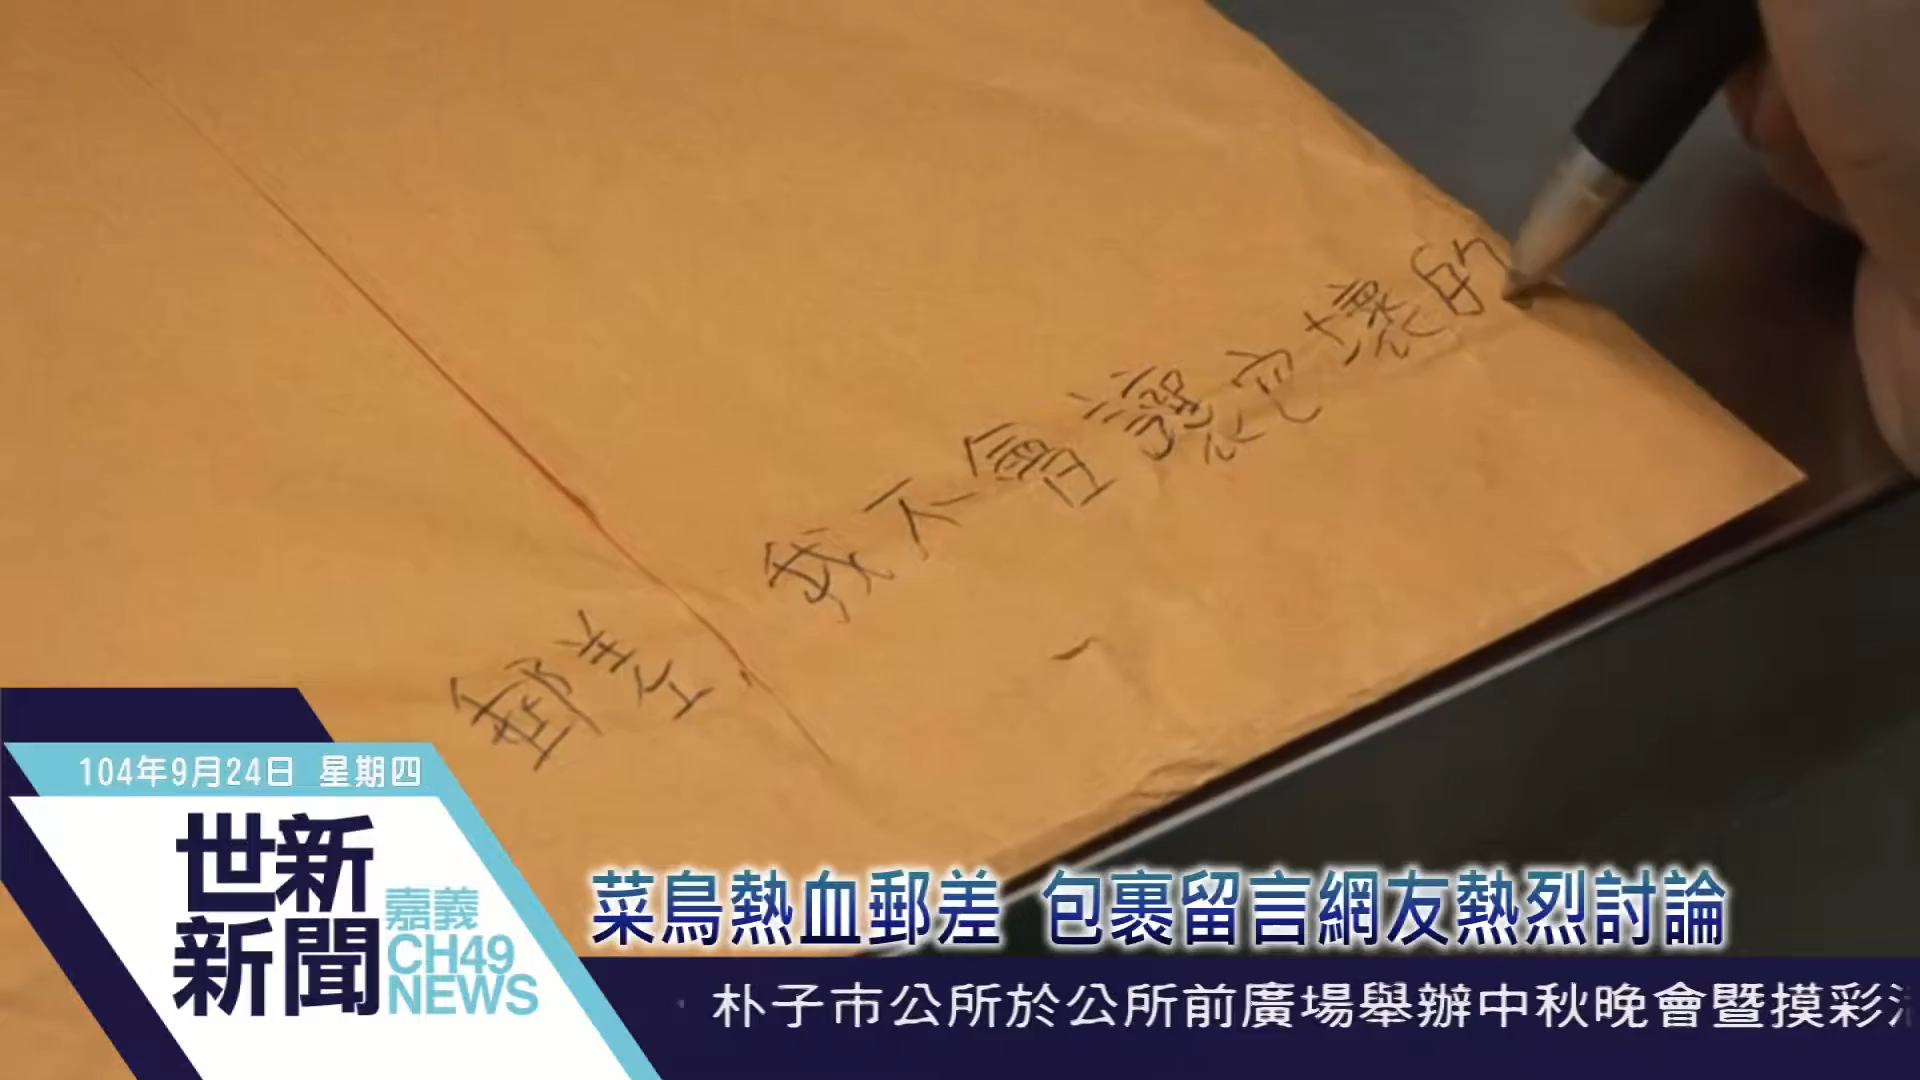 我不會讓它壞的
郵差
104年9月24日 星期四
世新
新聞
嘉義
CH49
NEWS
菜鳥熱血郵差 包裹留言網友熱烈討論
朴子市公所於公所前廣場舉辦中秋晚會暨摸彩